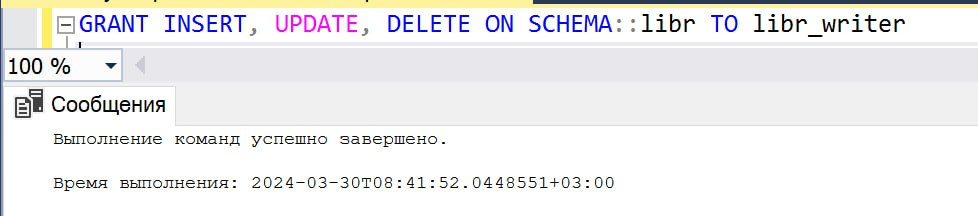 GRANT INSERT, UPDATE, DELETE ON SCHEMA::libr TO libr_writer
100 %
Сообщения
Выполнение команд успешно завершено.
Время выполнения: 2024-03-30T08:41:52.0448551+03:00